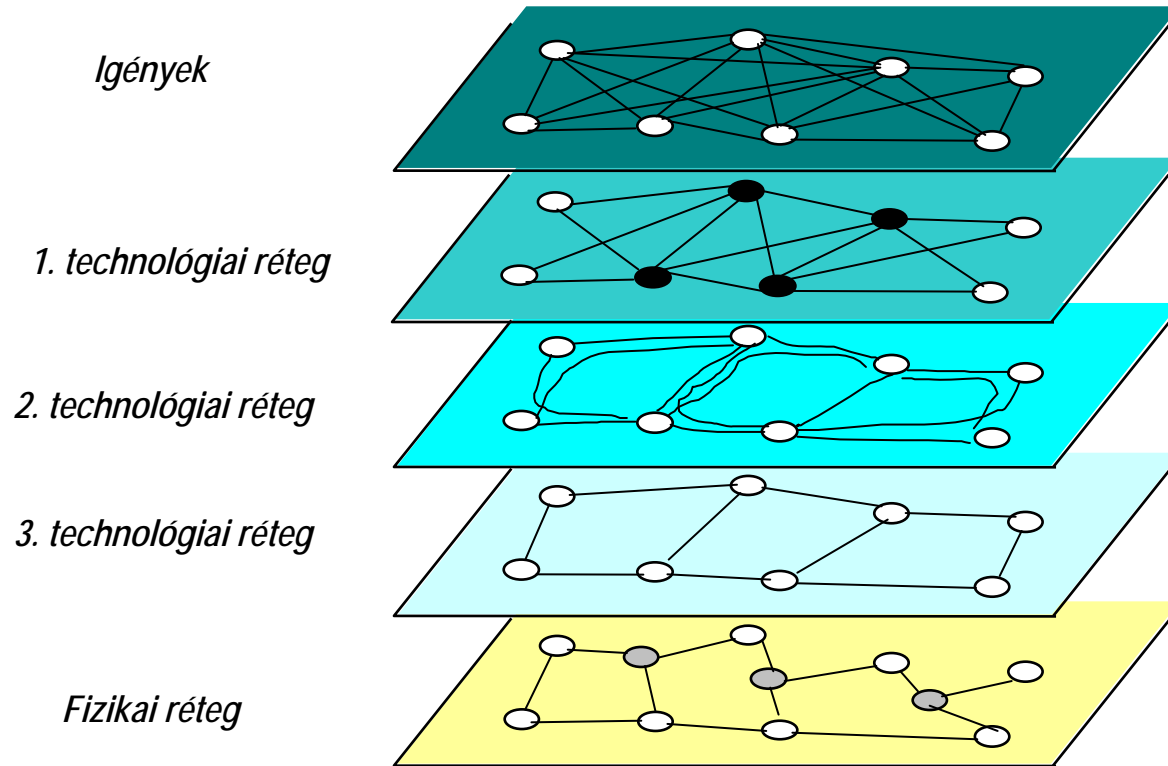 Igények
1. technológiai réteg
2. technológiai réteg
3. technológiai réteg
Fizikai réteg